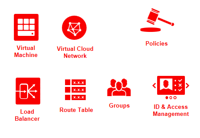 Virtual
Machine
Virtual Cloud
Network
Policies
Load
Balancer
Route Table
Groups
ID & Access
Management